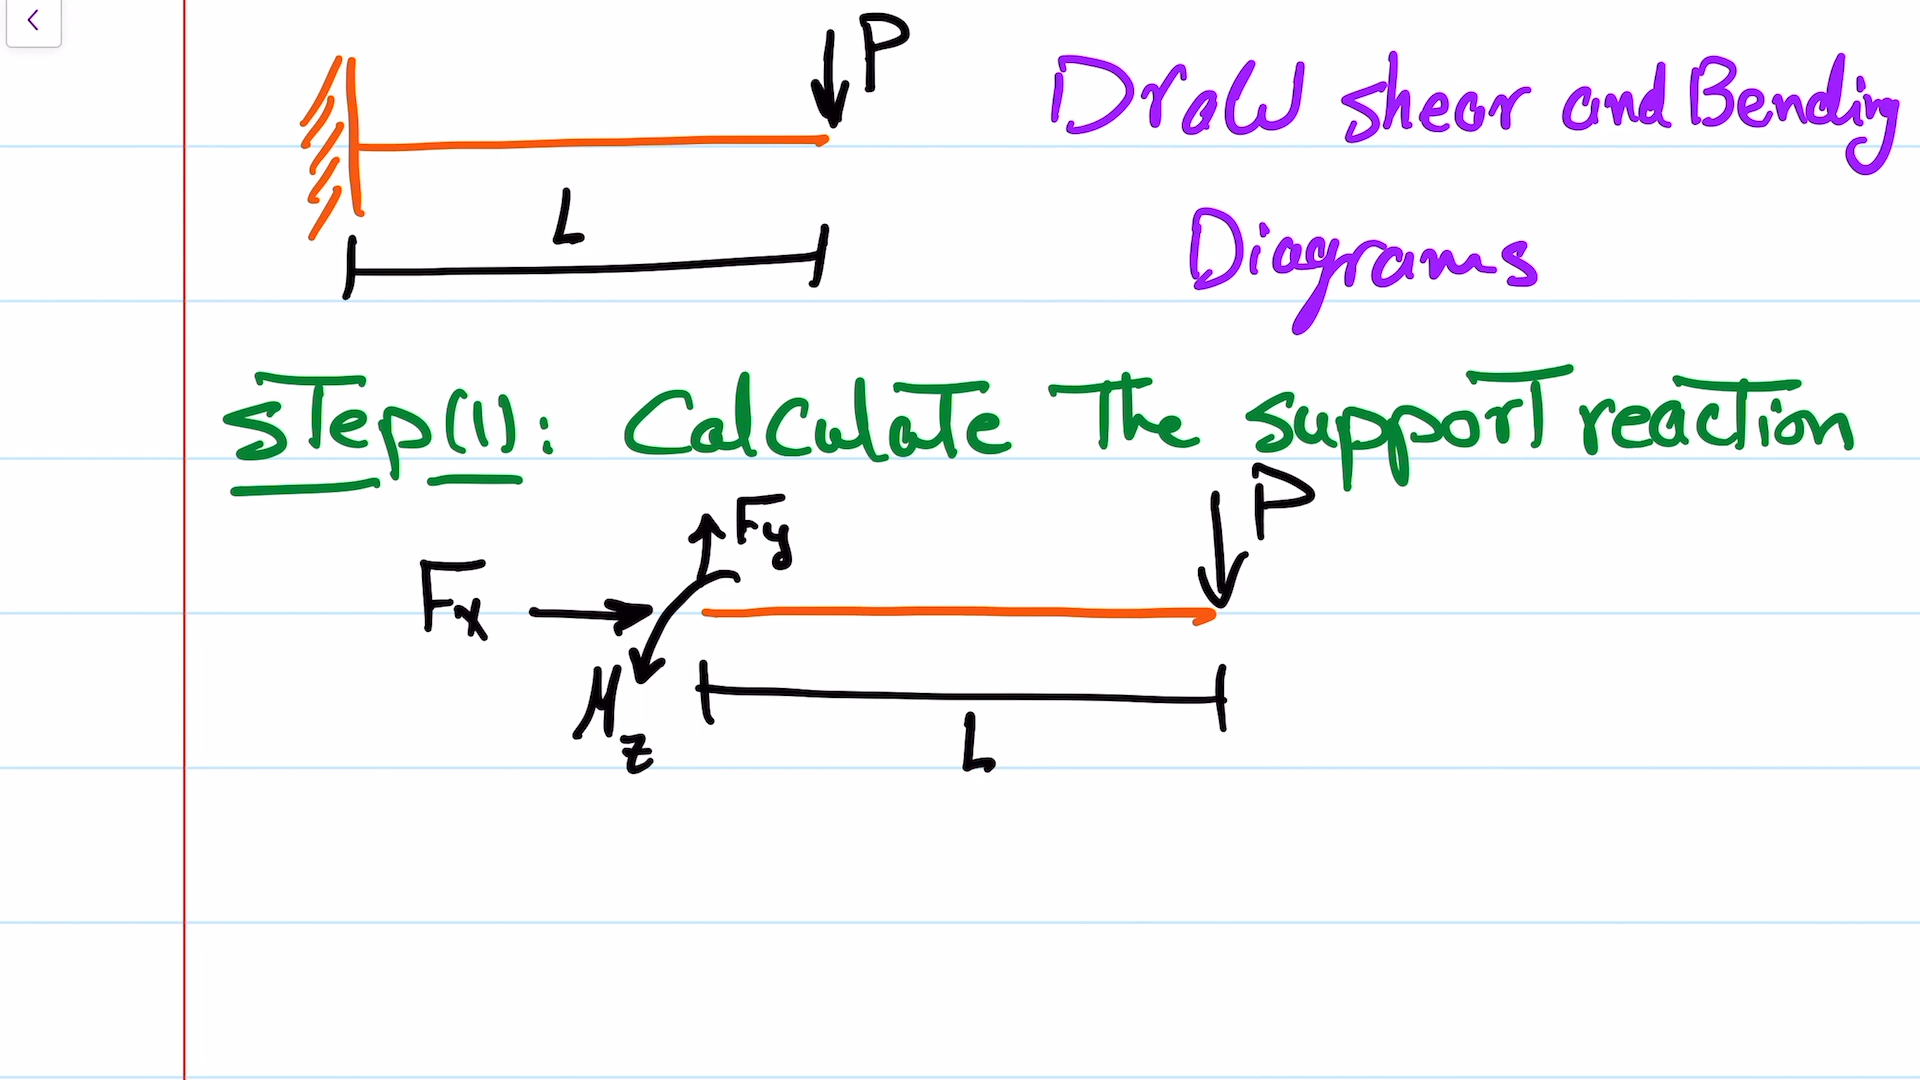 P
Draw shear and Bending
L
Diagrams
step(1): Calculate The support reaction
P
Fy
Fx
Mz
L